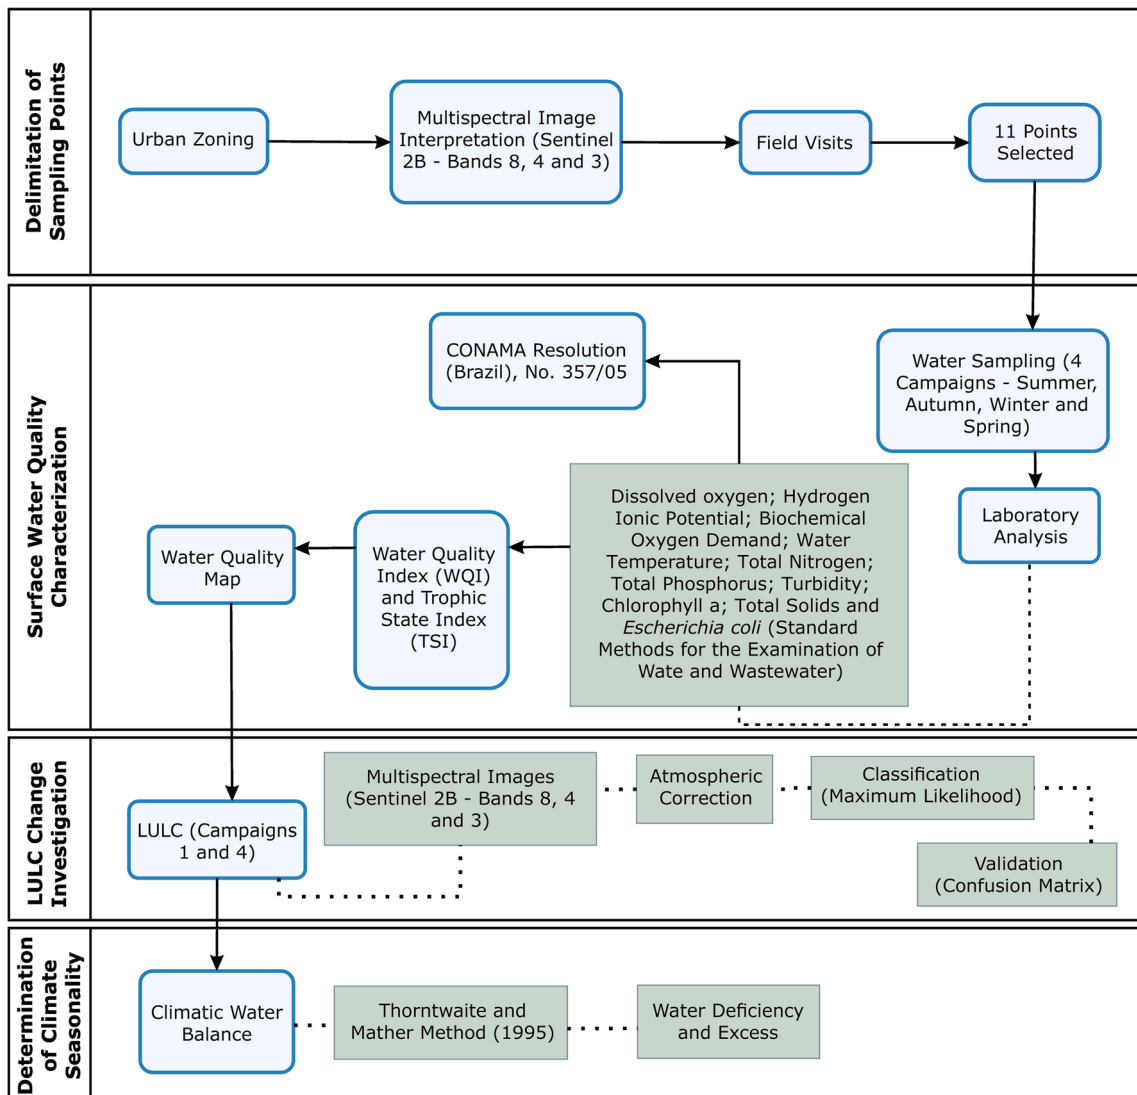 Delimitation of
Sampling Points
Urban Zoning
Multispectral Image
Interpretation (Sentinel
2B - Bands 8, 4 and 3)
Field Visits
11 Points
Selected
Surface Water Quality
Characterization
CONAMA Resolution
(Brazil), No. 357/05
Water Sampling (4
Campaigns - Summer,
Autumn, Winter and
Spring)
Laboratory
Analysis
Dissolved oxygen; Hydrogen
Ionic Potential; Biochemical
Oxygen Demand; Water
Temperature; Total Nitrogen;
Total Phosphorus; Turbidity;
Chlorophyll a; Total Solids and
Escherichia coli (Standard
Methods for the Examination of
Wate and Wastewater)
Water Quality
Index (WQI)
and Trophic
State Index
(TSI)
Water Quality
Map
LULC Change
Investigation
LULC (Campaigns
1 and 4)
Multispectral Images
(Sentinel 2B - Bands 8, 4
and 3)
Atmospheric
Correction
Classification
(Maximum Likelihood)
Validation
(Confusion Matrix)
Determination
of Climate
Seasonality
Climatic Water
Balance
Thorntwaite and
Mather Method (1995)
Water Deficiency
and Excess